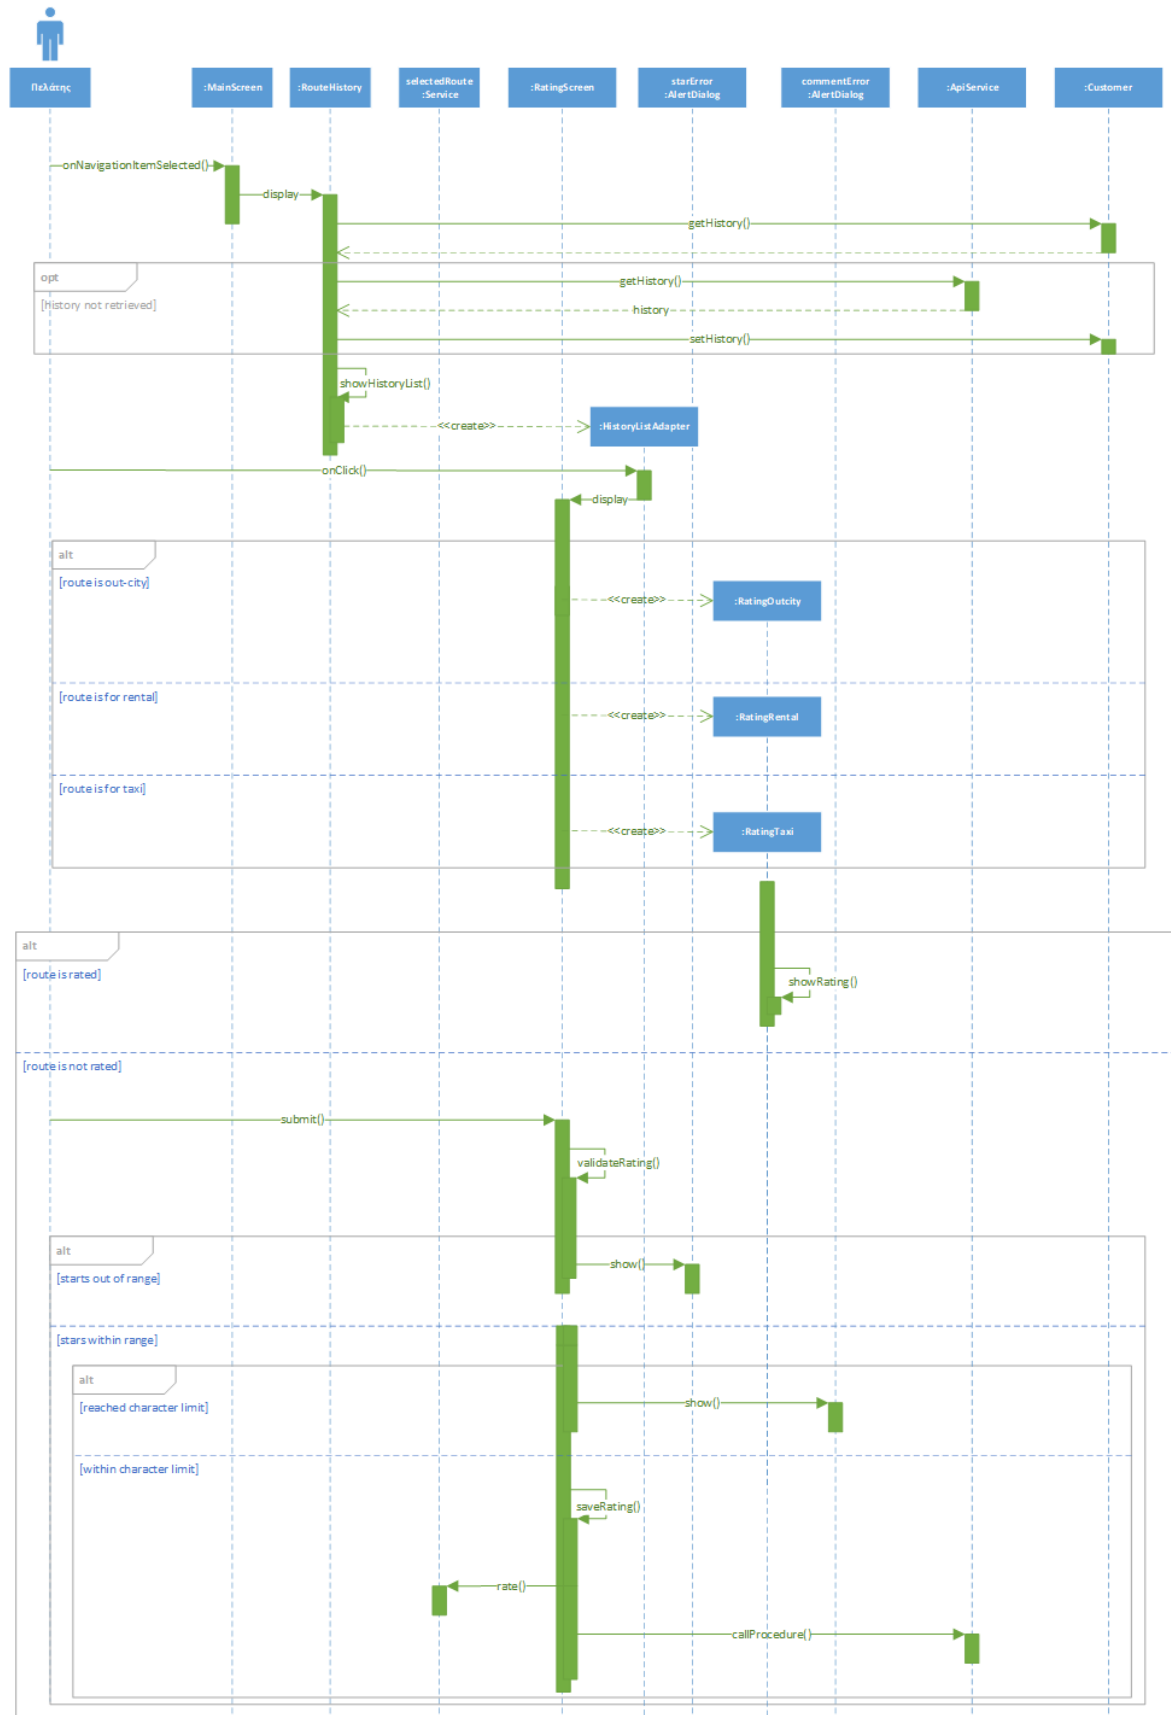 Πελάτης
:MainScreen
:RouteHistory
selectedRoute
:Service
:RatingScreen
starError
:AlertDialog
commentError
:AlertDialog
:ApiService
:Customer
onNavigationItemSelected()
display
getHistory()
opt
[history not retrieved]
getHistory()
history
setHistory()
showHistoryList()
<<create>>
:HistoryListAdapter
onClick()
display
alt
[route is out-city]
<<create>>
:RatingOutcity
[route is for rental]
<<create>>
:RatingRental
[route is for taxi]
<<create>>
:RatingTaxi
alt
[route is rated]
showRating()
[route is not rated]
submit()
validateRating()
alt
show()
[starts out of range]
[stars within range]
alt
show()
[reached character limit]
[within character limit]
saveRating()
rate()
callProcedure()